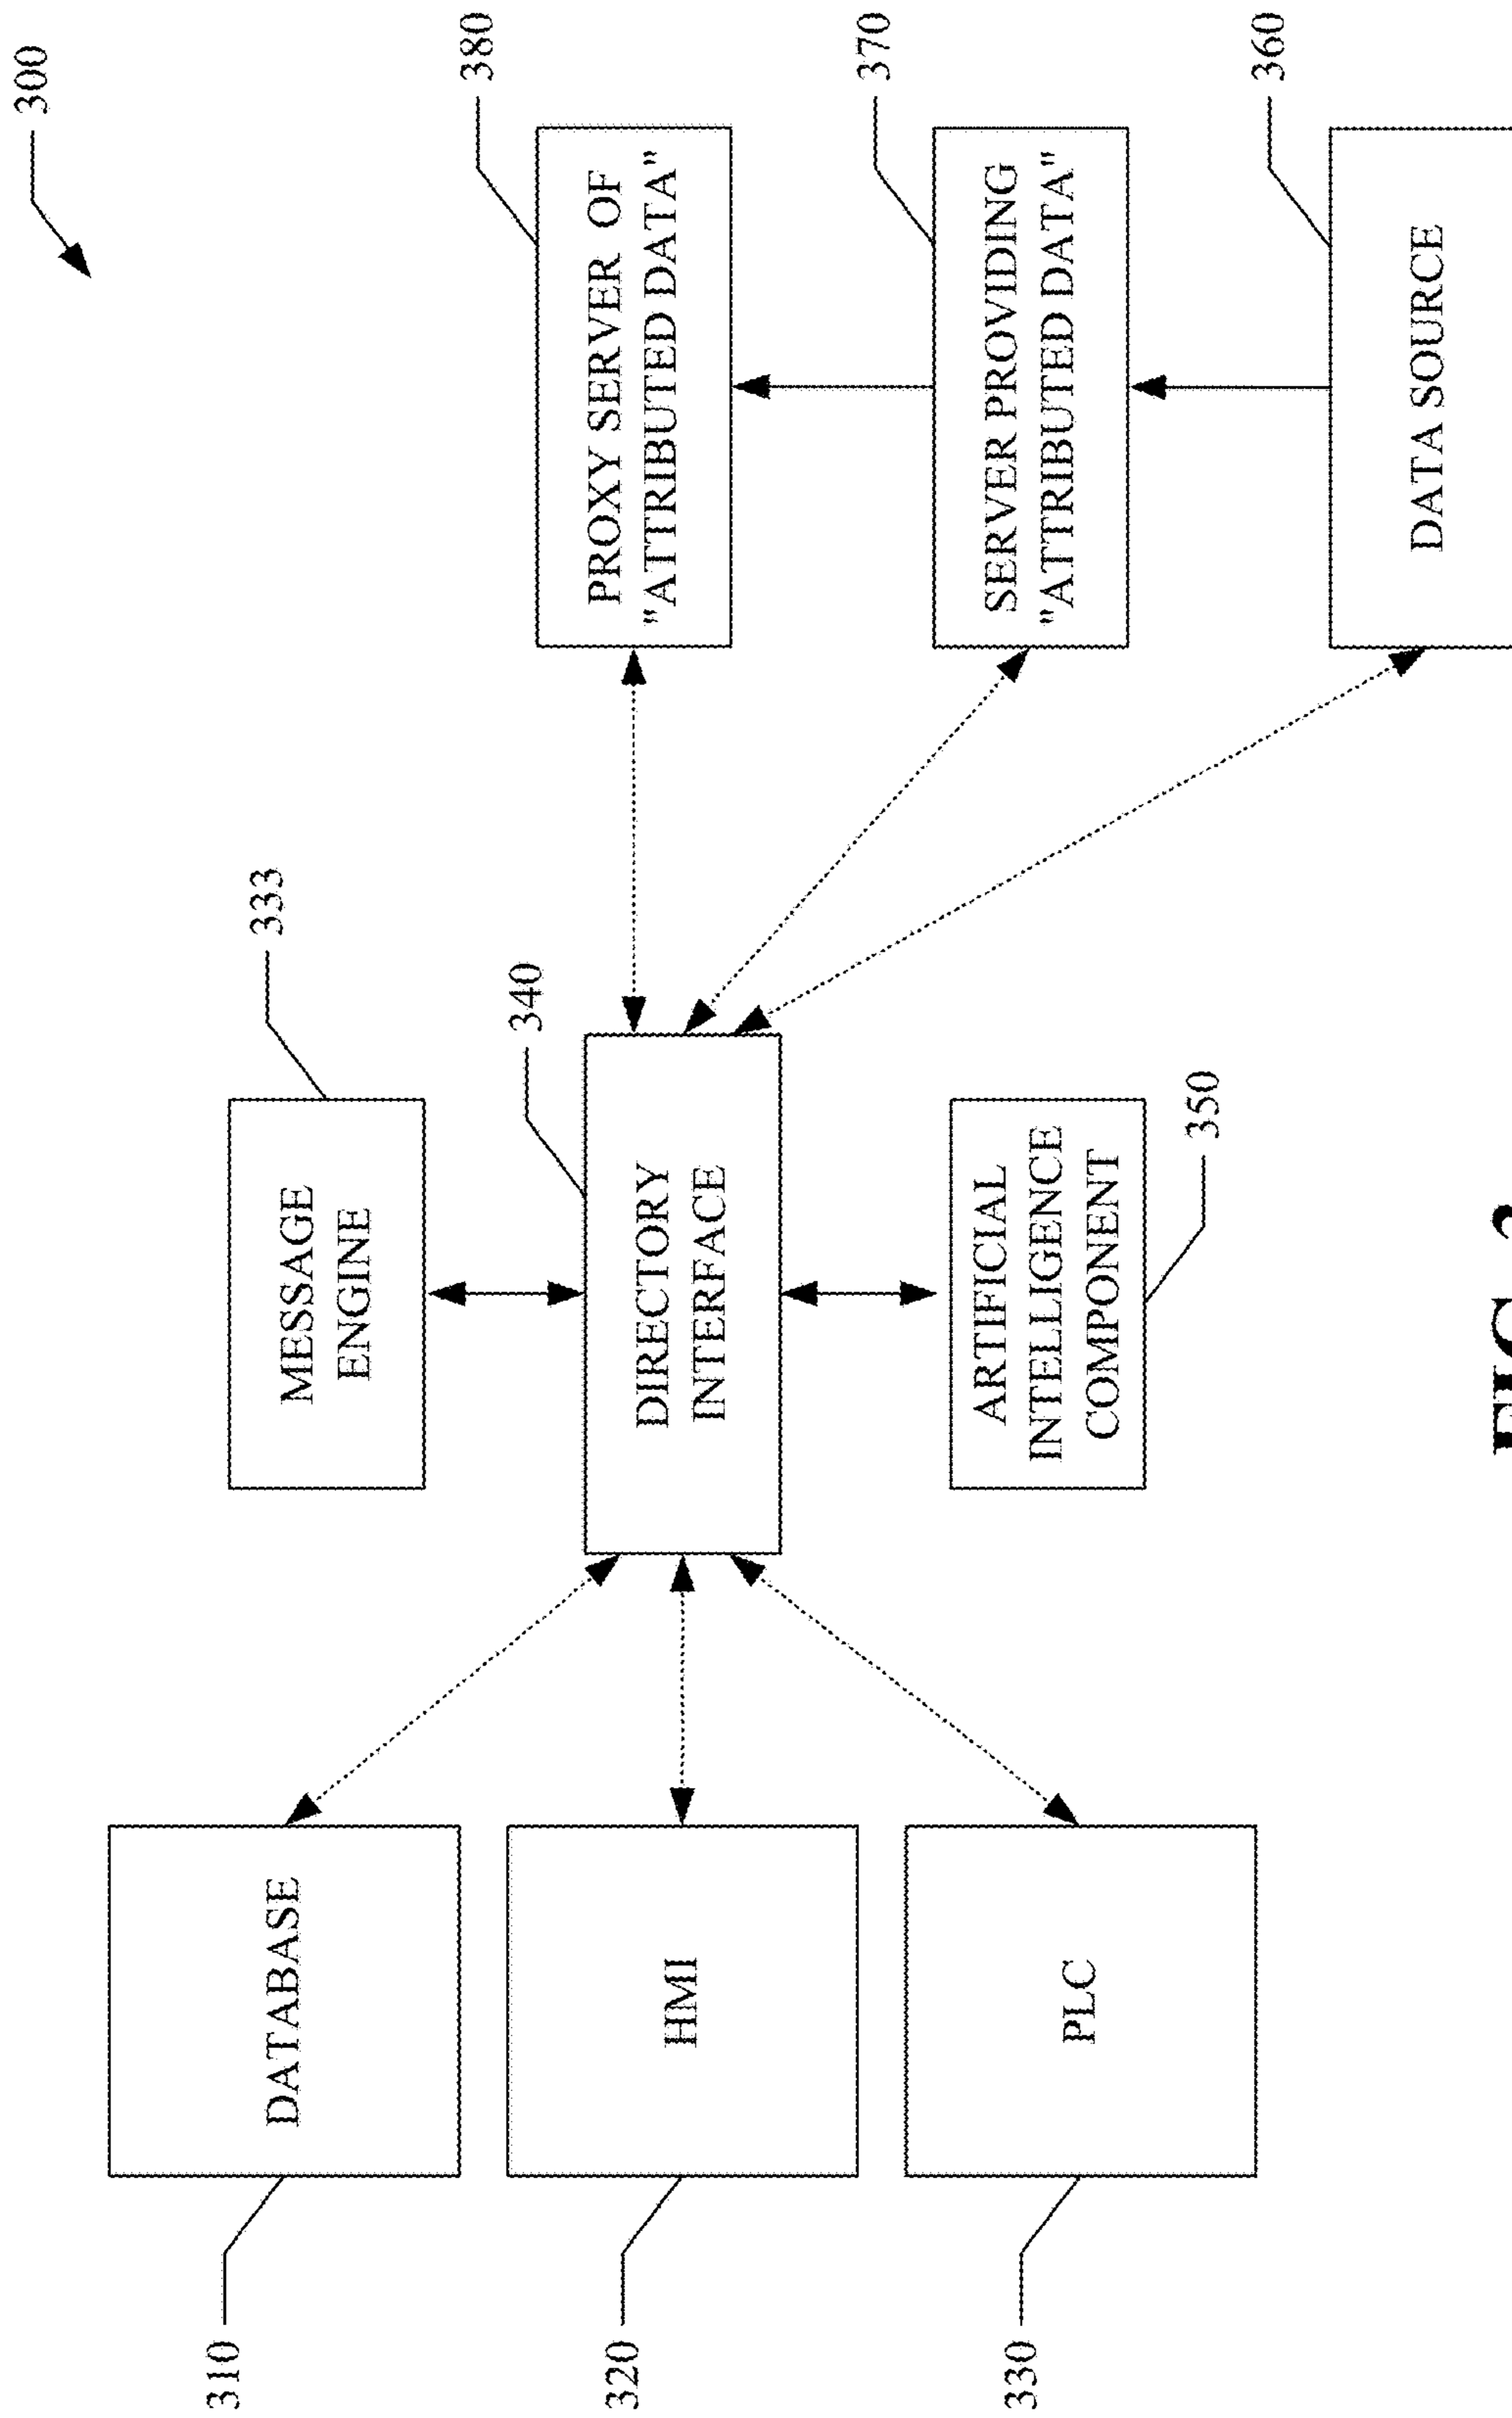 300
310
DATABASE
320
HMI
330
PLC
333
MESSAGE
ENGINE
340
DIRECTORY
INTERFACE
ARTIFICIAL
INTELLIGENCE
COMPONENT
350
380
PROXY SERVER OF
"ATTRIBUTED DATA"
370
SERVER PROVIDING
"ATTRIBUTED DATA"
360
DATA SOURCE